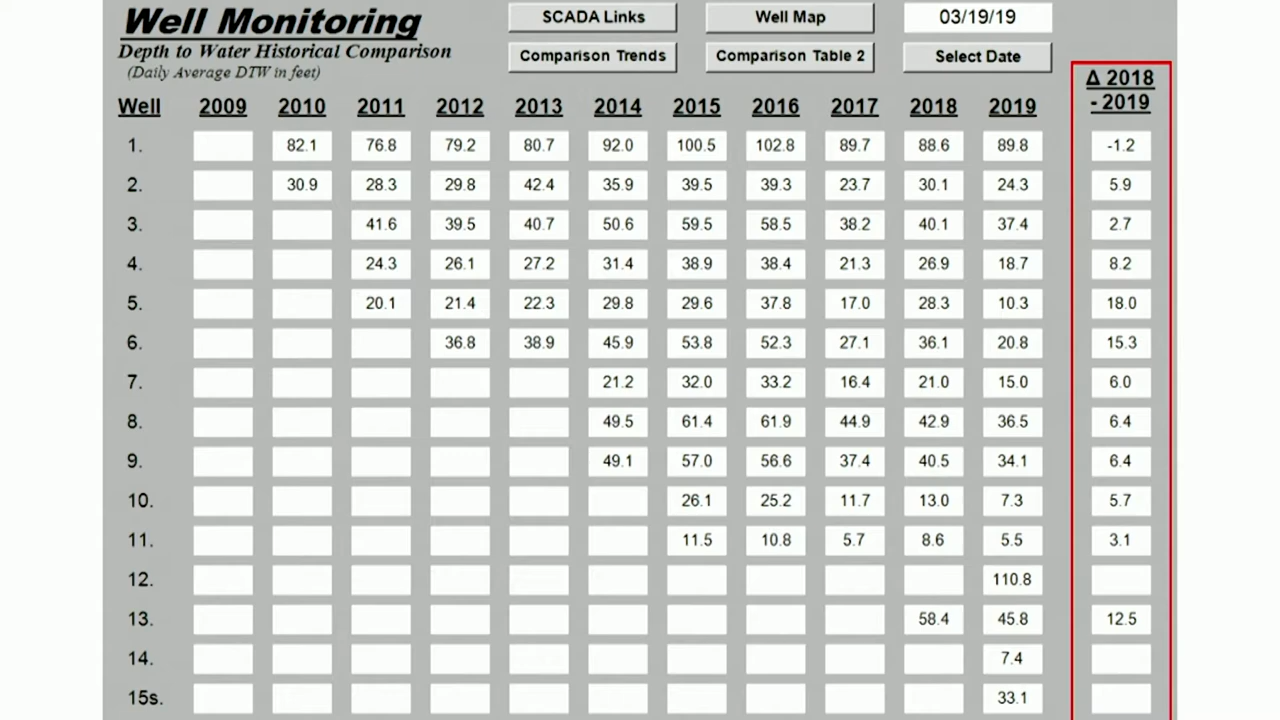 Well Monitoring
Depth to Water Historical Comparison
(Daily Average DTW in feet)
SCADA Links Well Map 03/19/19
Comparison Trends Comparison Table 2 Select Date
Δ 2018
- 2019
Well 2009 2010 2011 2012 2013 2014 2015 2016 2017 2018 2019
1. 82.1 76.8 79.2 80.7 92.0 100.5 102.8 89.7 88.6 89.8 -1.2
2. 30.9 28.3 29.8 42.4 35.9 39.5 39.3 23.7 30.1 24.3 5.9
3. 41.6 39.5 40.7 50.6 59.5 58.5 38.2 40.1 37.4 2.7
4. 24.3 26.1 27.2 31.4 38.9 38.4 21.3 26.9 18.7 8.2
5. 20.1 21.4 22.3 29.8 29.6 37.8 17.0 28.3 10.3 18.0
6. 36.8 38.9 45.9 53.8 52.3 27.1 36.1 20.8 15.3
7. 21.2 32.0 33.2 16.4 21.0 15.0 6.0
8. 49.5 61.4 61.9 44.9 42.9 36.5 6.4
9. 49.1 57.0 56.6 37.4 40.5 34.1 6.4
10. 26.1 25.2 11.7 13.0 7.3 5.7
11. 11.5 10.8 5.7 8.6 5.5 3.1
12. 110.8
13. 58.4 45.8 12.5
14. 7.4
15s. 33.1